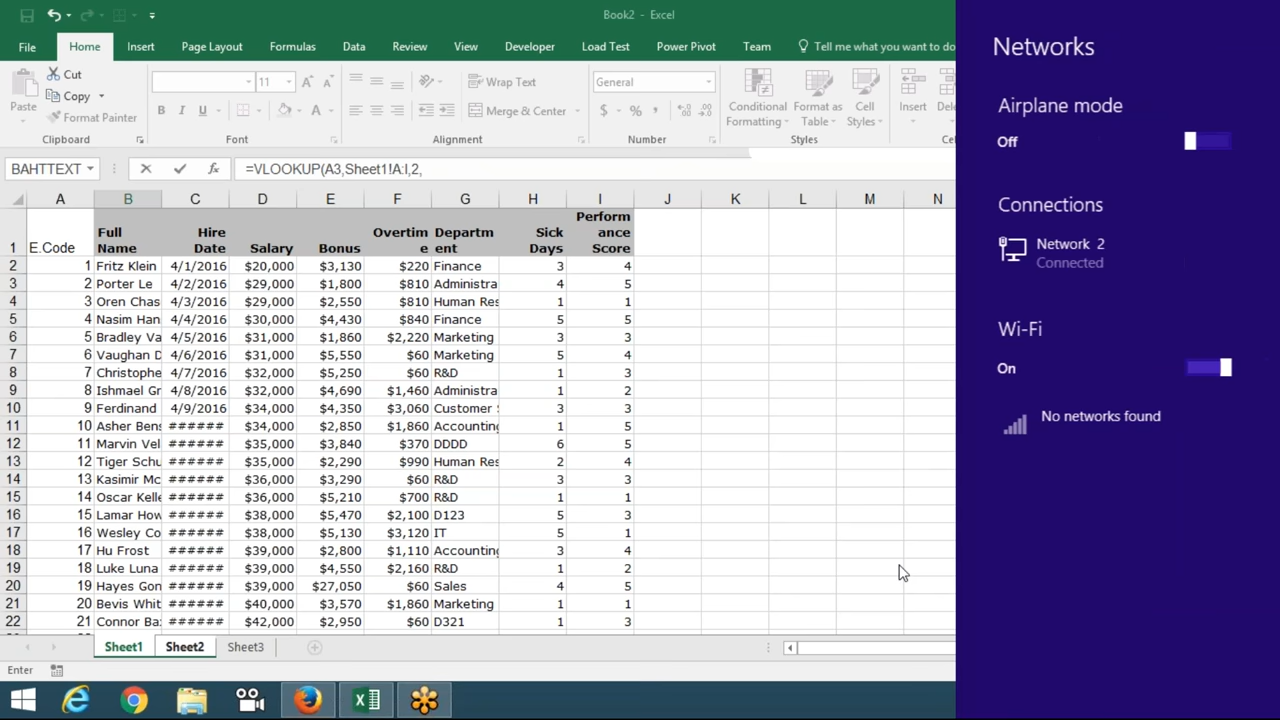 Book2 - Excel
File Home Insert Page Layout Formulas Data Review View Developer Load Test Power Pivot Team Tell me what you want to do
Paste
Cut
Copy
Format Painter
11
B I U
Wrap Text
Merge & Center
General
$ % ,
Conditional Formatting
Format as Table
Cell Styles
Insert
Clipboard Font Alignment Number Styles
BAHTTEXT fx =VLOOKUP(A3,Sheet1!A:I,2,
A B C D E F G H I J K L M N
1 E.Code Full Name Hire Date Salary Bonus Overtime Department Sick Days Performance Score
2 1 Fritz Klein 4/1/2016 $20,000 $3,130 $220 Finance 3 4
3 2 Porter Le 4/2/2016 $29,000 $1,800 $810 Administra 4 5
4 3 Oren Chas 4/3/2016 $29,000 $2,550 $810 Human Res 1 1
5 4 Nasim Han 4/4/2016 $30,000 $4,430 $840 Finance 5 5
6 5 Bradley Va 4/5/2016 $31,000 $1,860 $2,220 Marketing 3 3
7 6 Vaughan D 4/6/2016 $31,000 $5,550 $60 Marketing 5 4
8 7 Christophe 4/7/2016 $32,000 $5,250 $60 R&D 1 3
9 8 Ishmael Gr 4/8/2016 $32,000 $4,690 $1,460 Administra 1 2
10 9 Ferdinand 4/9/2016 $34,000 $4,350 $3,060 Customer 3 3
11 10 Asher Bens ###### $34,000 $2,850 $1,860 Accounting 1 5
12 11 Marvin Vel ###### $35,000 $3,840 $370 DDDD 6 5
13 12 Tiger Schu ###### $35,000 $2,290 $990 Human Res 2 4
14 13 Kasimir Mc ###### $36,000 $3,290 $60 R&D 3 3
15 14 Oscar Kelle ###### $36,000 $5,210 $700 R&D 1 1
16 15 Lamar How ###### $38,000 $5,470 $2,100 D123 5 3
17 16 Wesley Co ###### $38,000 $5,130 $3,120 IT 5 1
18 17 Hu Frost ###### $39,000 $2,800 $1,110 Accounting 3 4
19 18 Luke Luna ###### $39,000 $4,550 $2,160 R&D 1 2
20 19 Hayes Gon ###### $39,000 $27,050 $60 Sales 4 5
21 20 Bevis Whit ###### $40,000 $3,570 $1,860 Marketing 1 1
22 21 Connor Ba ###### $42,000 $2,950 $60 D321 1 3
Sheet1 Sheet2 Sheet3
Enter
Networks
Airplane mode
Off
Connections
Network 2
Connected
Wi-Fi
On
No networks found